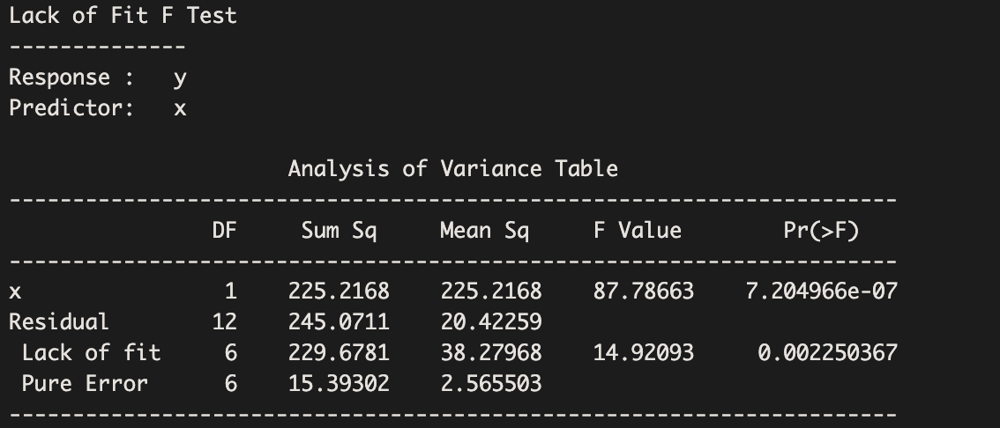 Lack of Fit F Test
--------------
Response :   y
Predictor:   x
                      Analysis of Variance Table
----------------------------------------------------------------------
                DF     Sum Sq     Mean Sq     F Value        Pr(>F)
----------------------------------------------------------------------
x                1    225.2168    225.2168    87.78663    7.204966e-07
Residual        12    245.0711    20.42259
 Lack of fit     6    229.6781    38.27968    14.92093     0.002250367
 Pure Error      6    15.39302    2.565503
----------------------------------------------------------------------